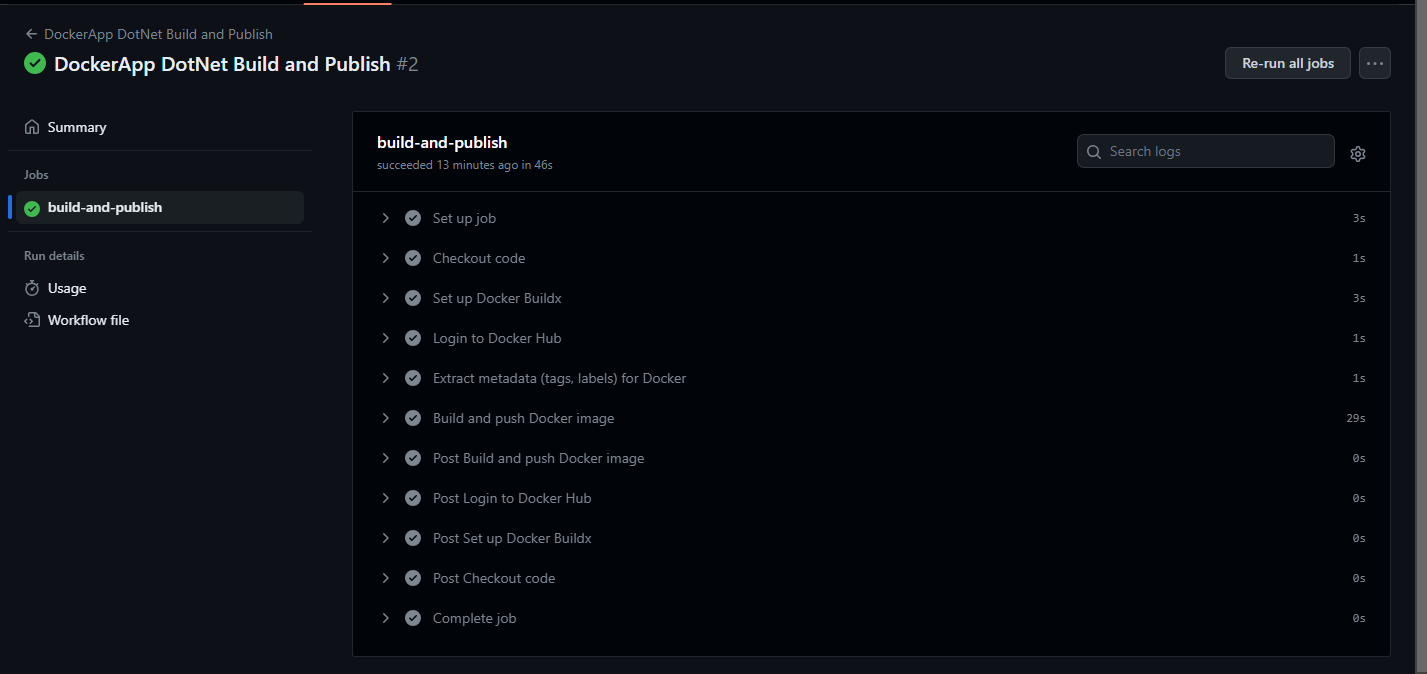 DockerApp DotNet Build and Publish
DockerApp DotNet Build and Publish #2
Re-run all jobs
Summary
Jobs
build-and-publish
Run details
Usage
Workflow file
build-and-publish
succeeded 13 minutes ago in 46s
Search logs
Set up job 3s
Checkout code 1s
Set up Docker Buildx 3s
Login to Docker Hub 1s
Extract metadata (tags, labels) for Docker 1s
Build and push Docker image 29s
Post Build and push Docker image 0s
Post Login to Docker Hub 0s
Post Set up Docker Buildx 0s
Post Checkout code 0s
Complete job 0s